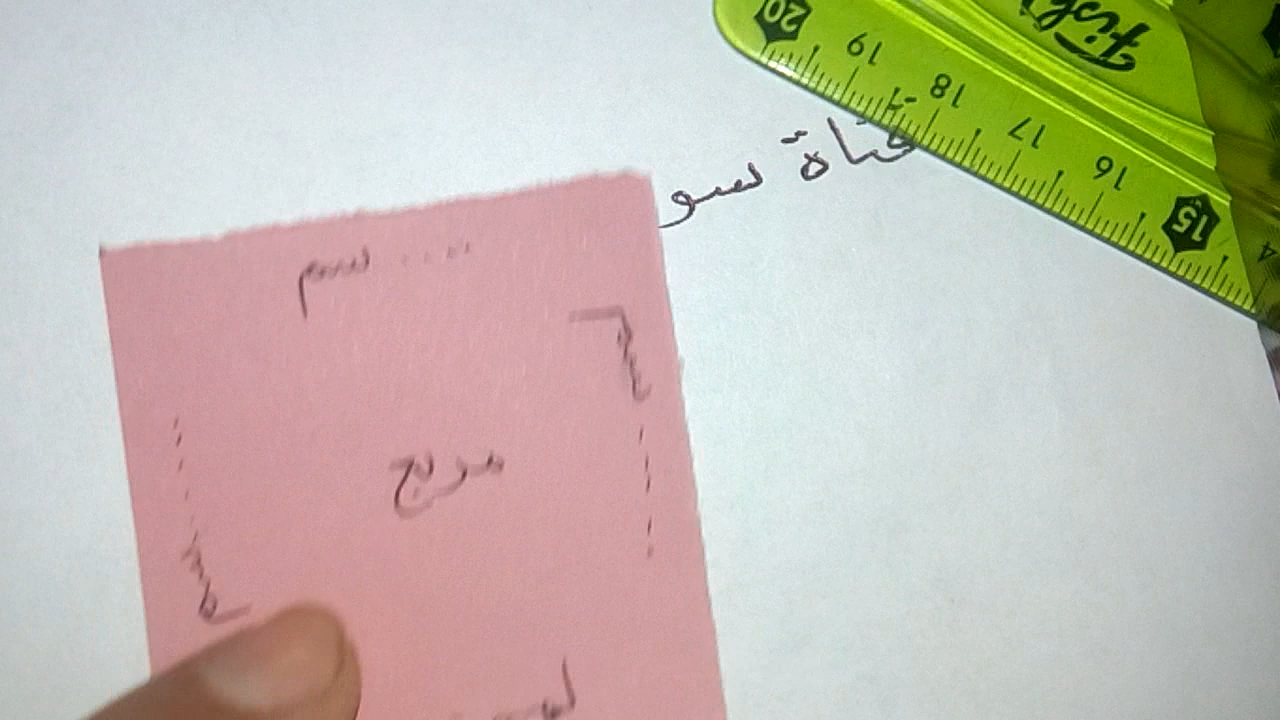 20 19 18 17 16 15
قناة سو
.... سم
سم ----
مربع
.... سم